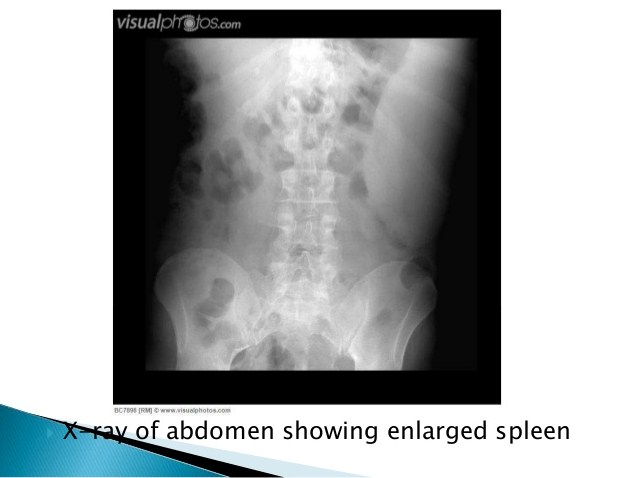 visualphotos.com
BC7898 [RM] © www.visualphotos.com
X-ray of abdomen showing enlarged spleen